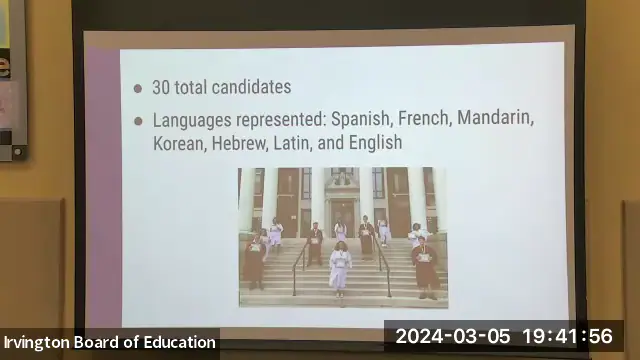 30 total candidates
Languages represented: Spanish, French, Mandarin,
Korean, Hebrew, Latin, and English
Irvington Board of Education
2024-03-05 19:41:56